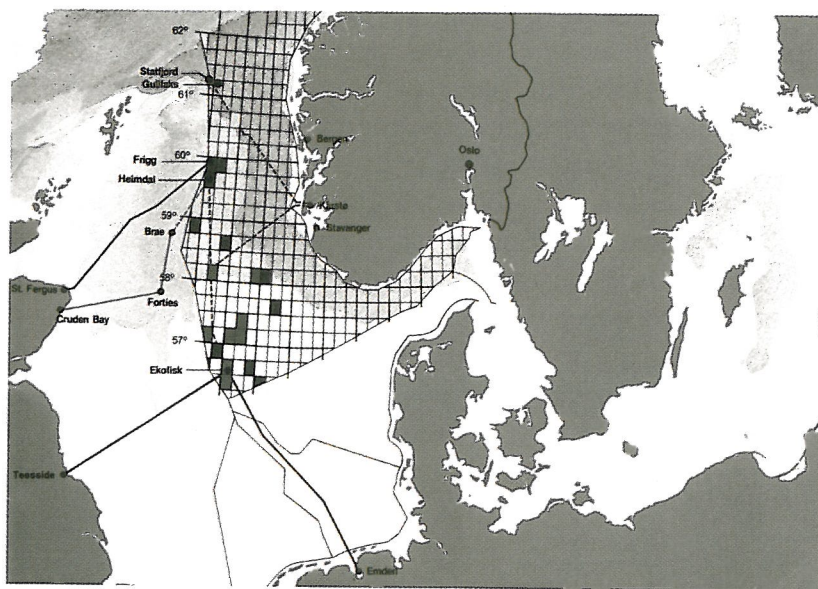 62°
Statfjord
Gullfaks
61°
Bergen
60°
Frigg
Oslo
Heimdal
Kårstø
59°
Stavanger
Brae
58°
St. Fergus
Forties
Cruden Bay
57°
Ekofisk
Teesside
Emden